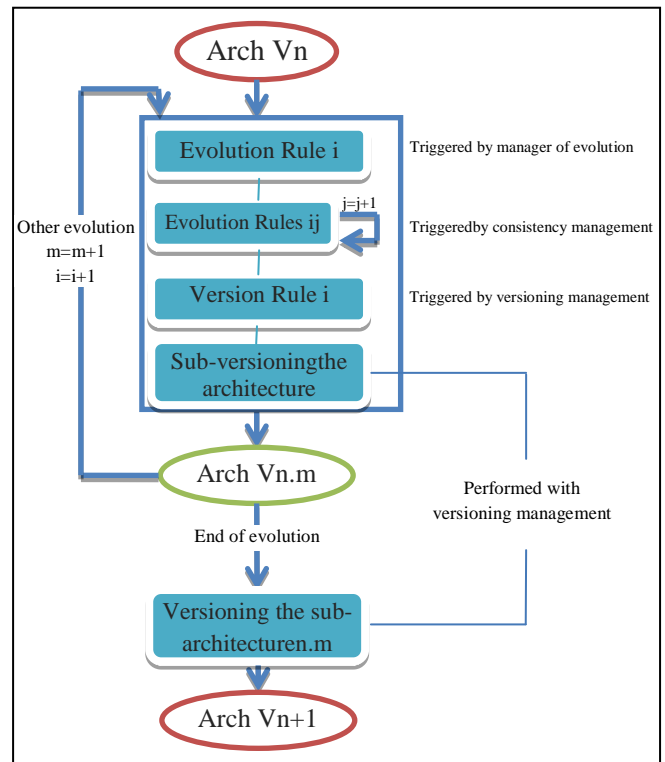 Arch Vn
Evolution Rule i
Triggered by manager of evolution
j=j+1
Evolution Rules ij
Triggeredby consistency management
Other evolution
m=m+1
i=i+1
Version Rule i
Triggered by versioning management
Sub-versioningthe
architecture
Arch Vn.m
Performed with
versioning management
End of evolution
Versioning the sub-
architecturen.m
Arch Vn+1